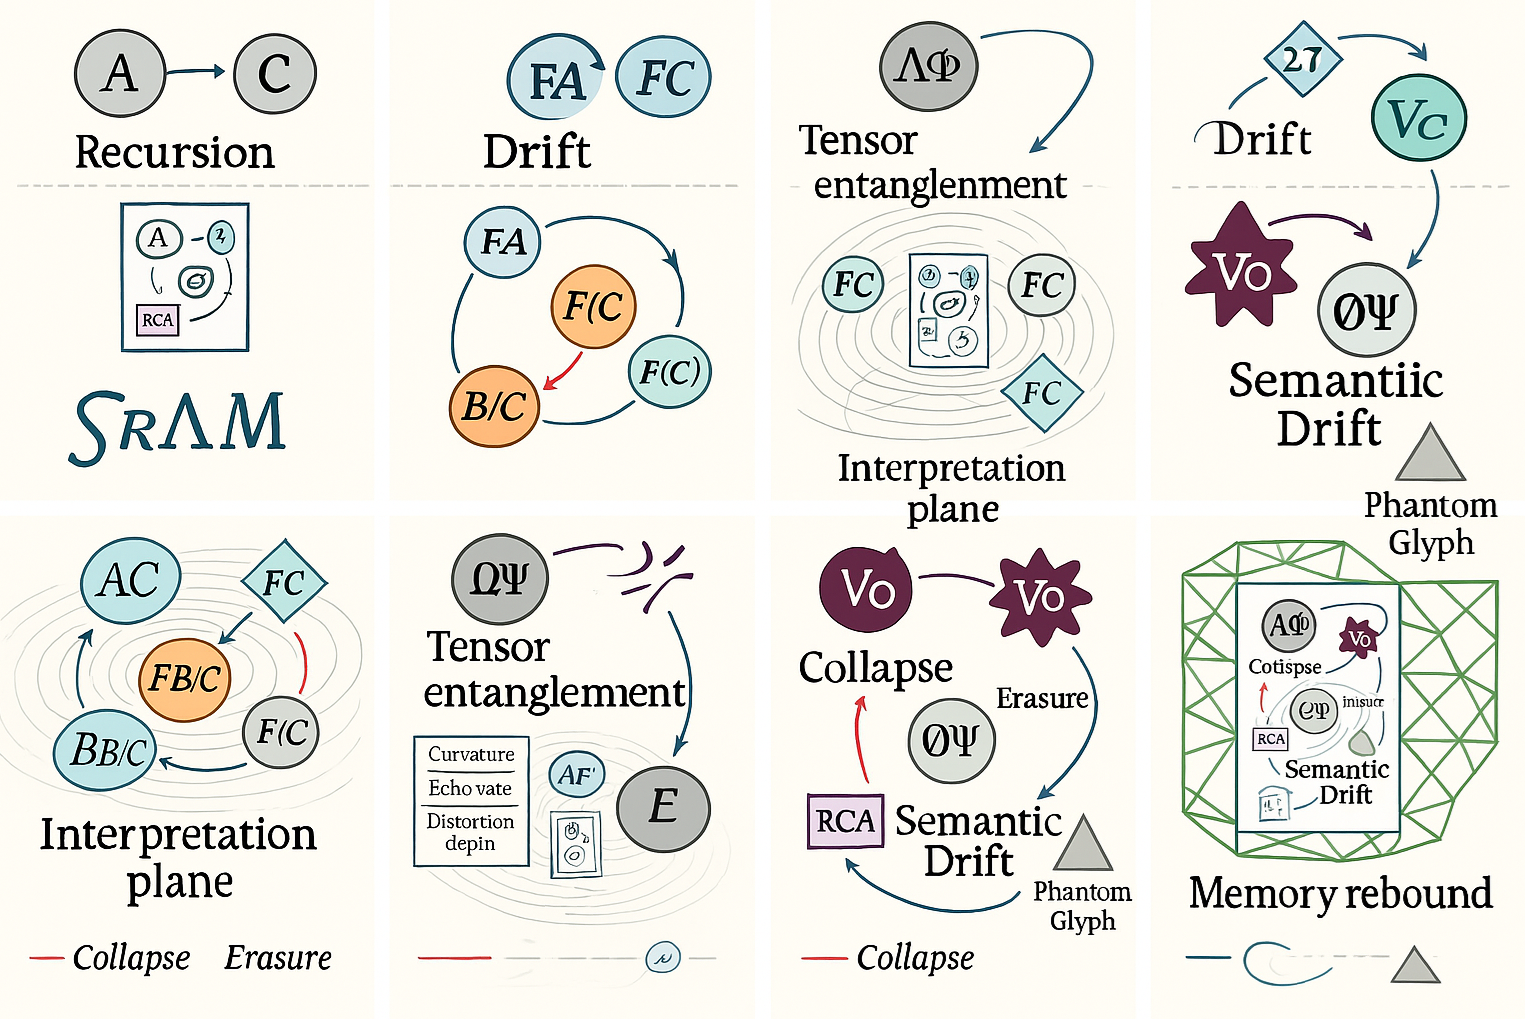 A
C
Recursion
A
RCA
SRΛM
FA
FC
Drift
FA
F(C
F(C)
B/C
ΛΦ
Tensor
entanglenment
FC
FC
FC
Interpretation
plane
27
Vc
Drift
Vo
ØΨ
Semantiic
Drift
Phantom
Glyph
AC
FC
FB/C
F(C
BB/C
Interpretation
plane
Collapse Erasure
ΩΨ
Tensor
entanglement
Curvature
Echo vate
Distortion
depin
AF'
E
Vo
Vo
Collapse
Erasure
ØΨ
RCA
Semantic
Drift
Phantom
Glyph
Collapse
Vo
Cotispse
RCA
Semantic
Drift
Memory rebound